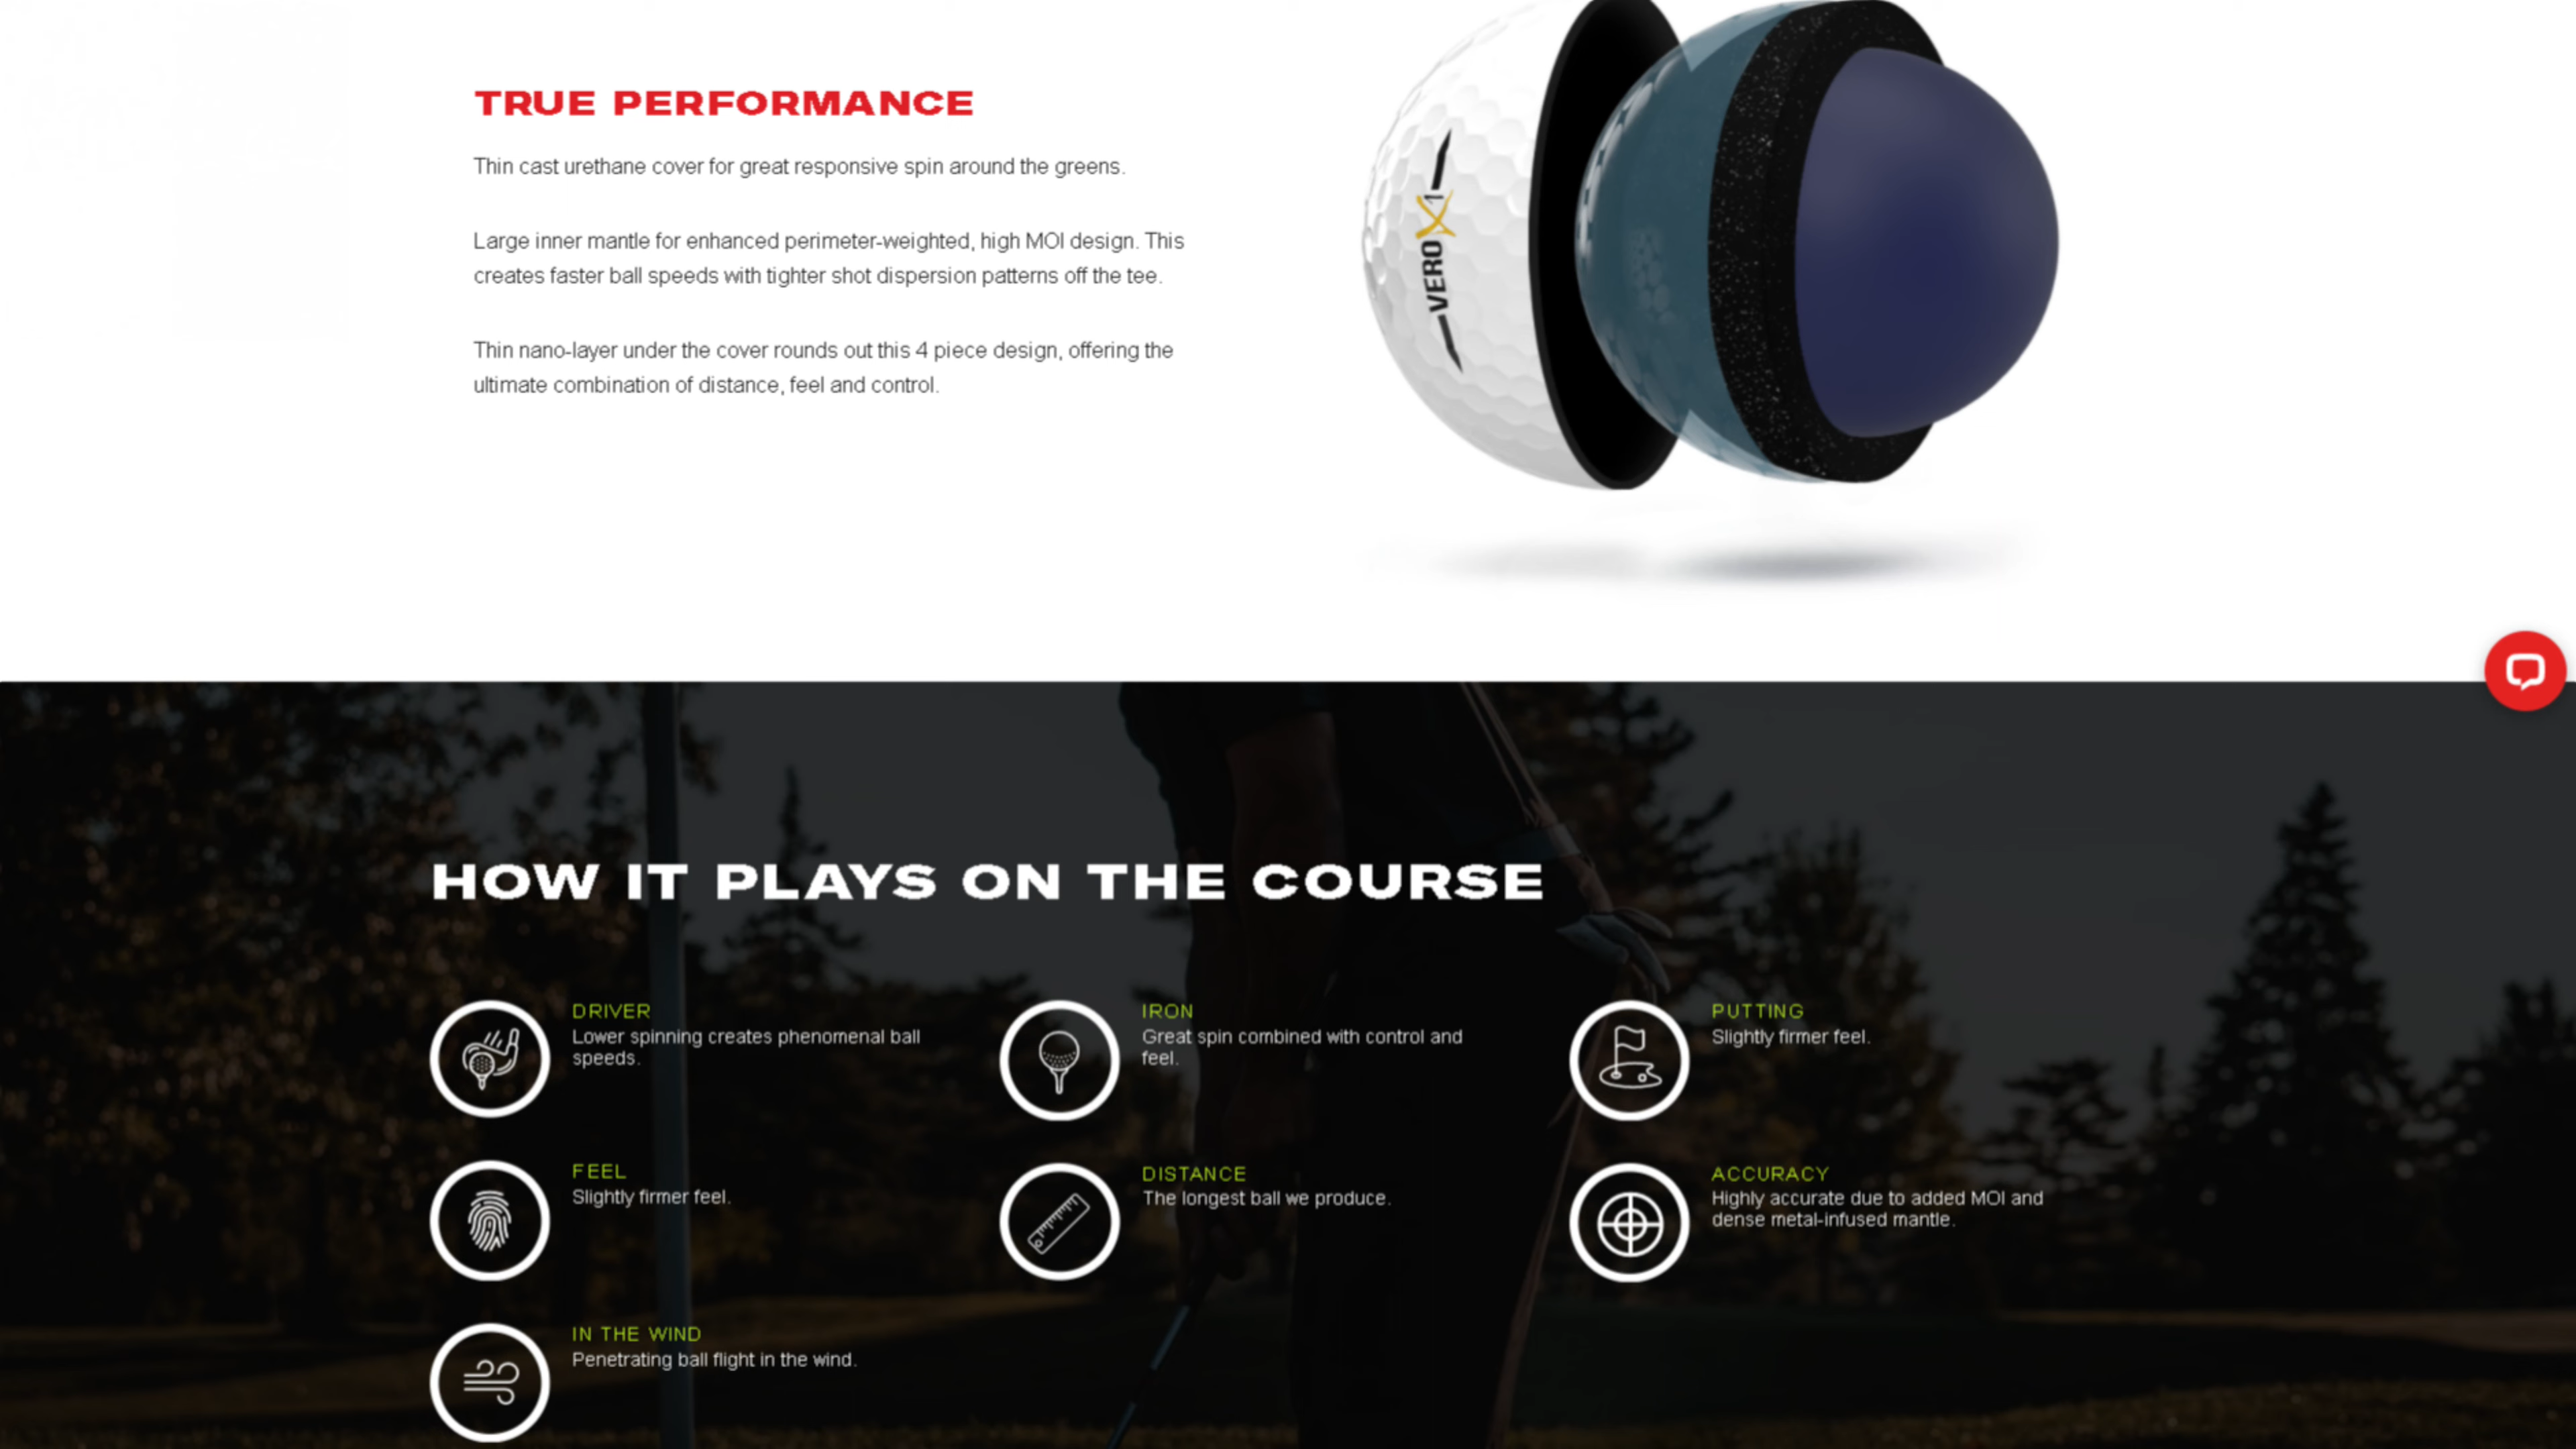 TRUE PERFORMANCE
Thin cast urethane cover for great responsive spin around the greens.
Large inner mantle for enhanced perimeter-weighted, high MOI design. This
creates faster ball speeds with tighter shot dispersion patterns off the tee.
Thin nano-layer under the cover rounds out this 4 piece design, offering the
ultimate combination of distance, feel and control.
VERO X1
HOW IT PLAYS ON THE COURSE
DRIVER
Lower spinning creates phenomenal ball
speeds.
IRON
Great spin combined with control and
feel.
PUTTING
Slightly firmer feel.
FEEL
Slightly firmer feel.
DISTANCE
The longest ball we produce.
ACCURACY
Highly accurate due to added MOI and
dense metal-infused mantle.
IN THE WIND
Penetrating ball flight in the wind.